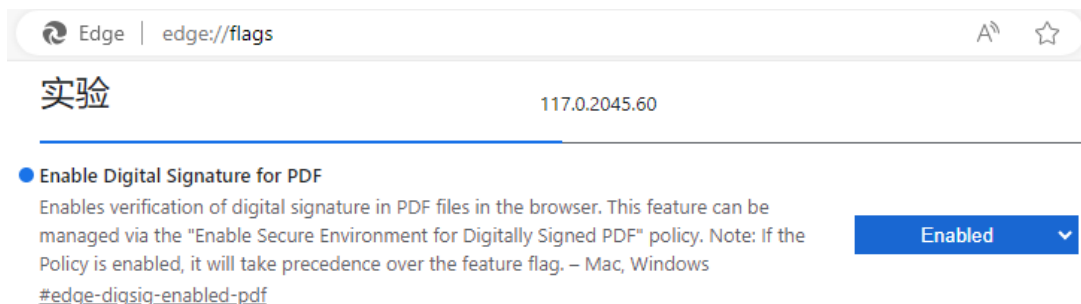 Edge | edge://flags
实验
117.0.2045.60
Enable Digital Signature for PDF
Enables verification of digital signature in PDF files in the browser. This feature can be
managed via the "Enable Secure Environment for Digitally Signed PDF" policy. Note: If the
Policy is enabled, it will take precedence over the feature flag. – Mac, Windows
Enabled
#edge-digsig-enabled-pdf